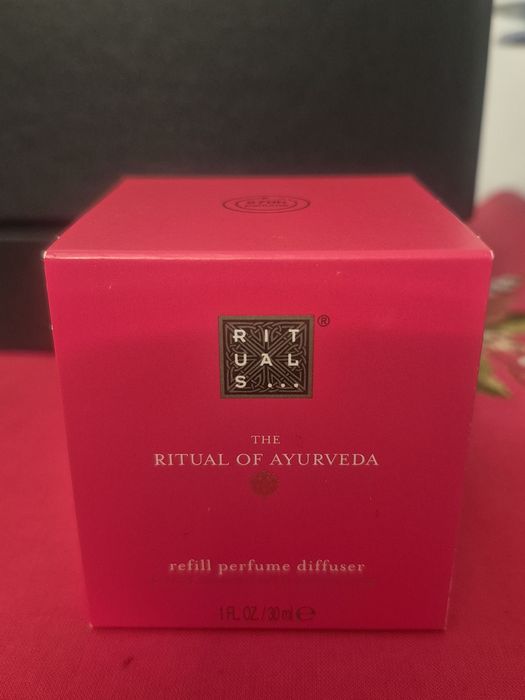 RIT
UAL
S...
®
THE
RITUAL OF AYURVEDA
refill perfume diffuser
1 FL. OZ. / 30 ml ℮